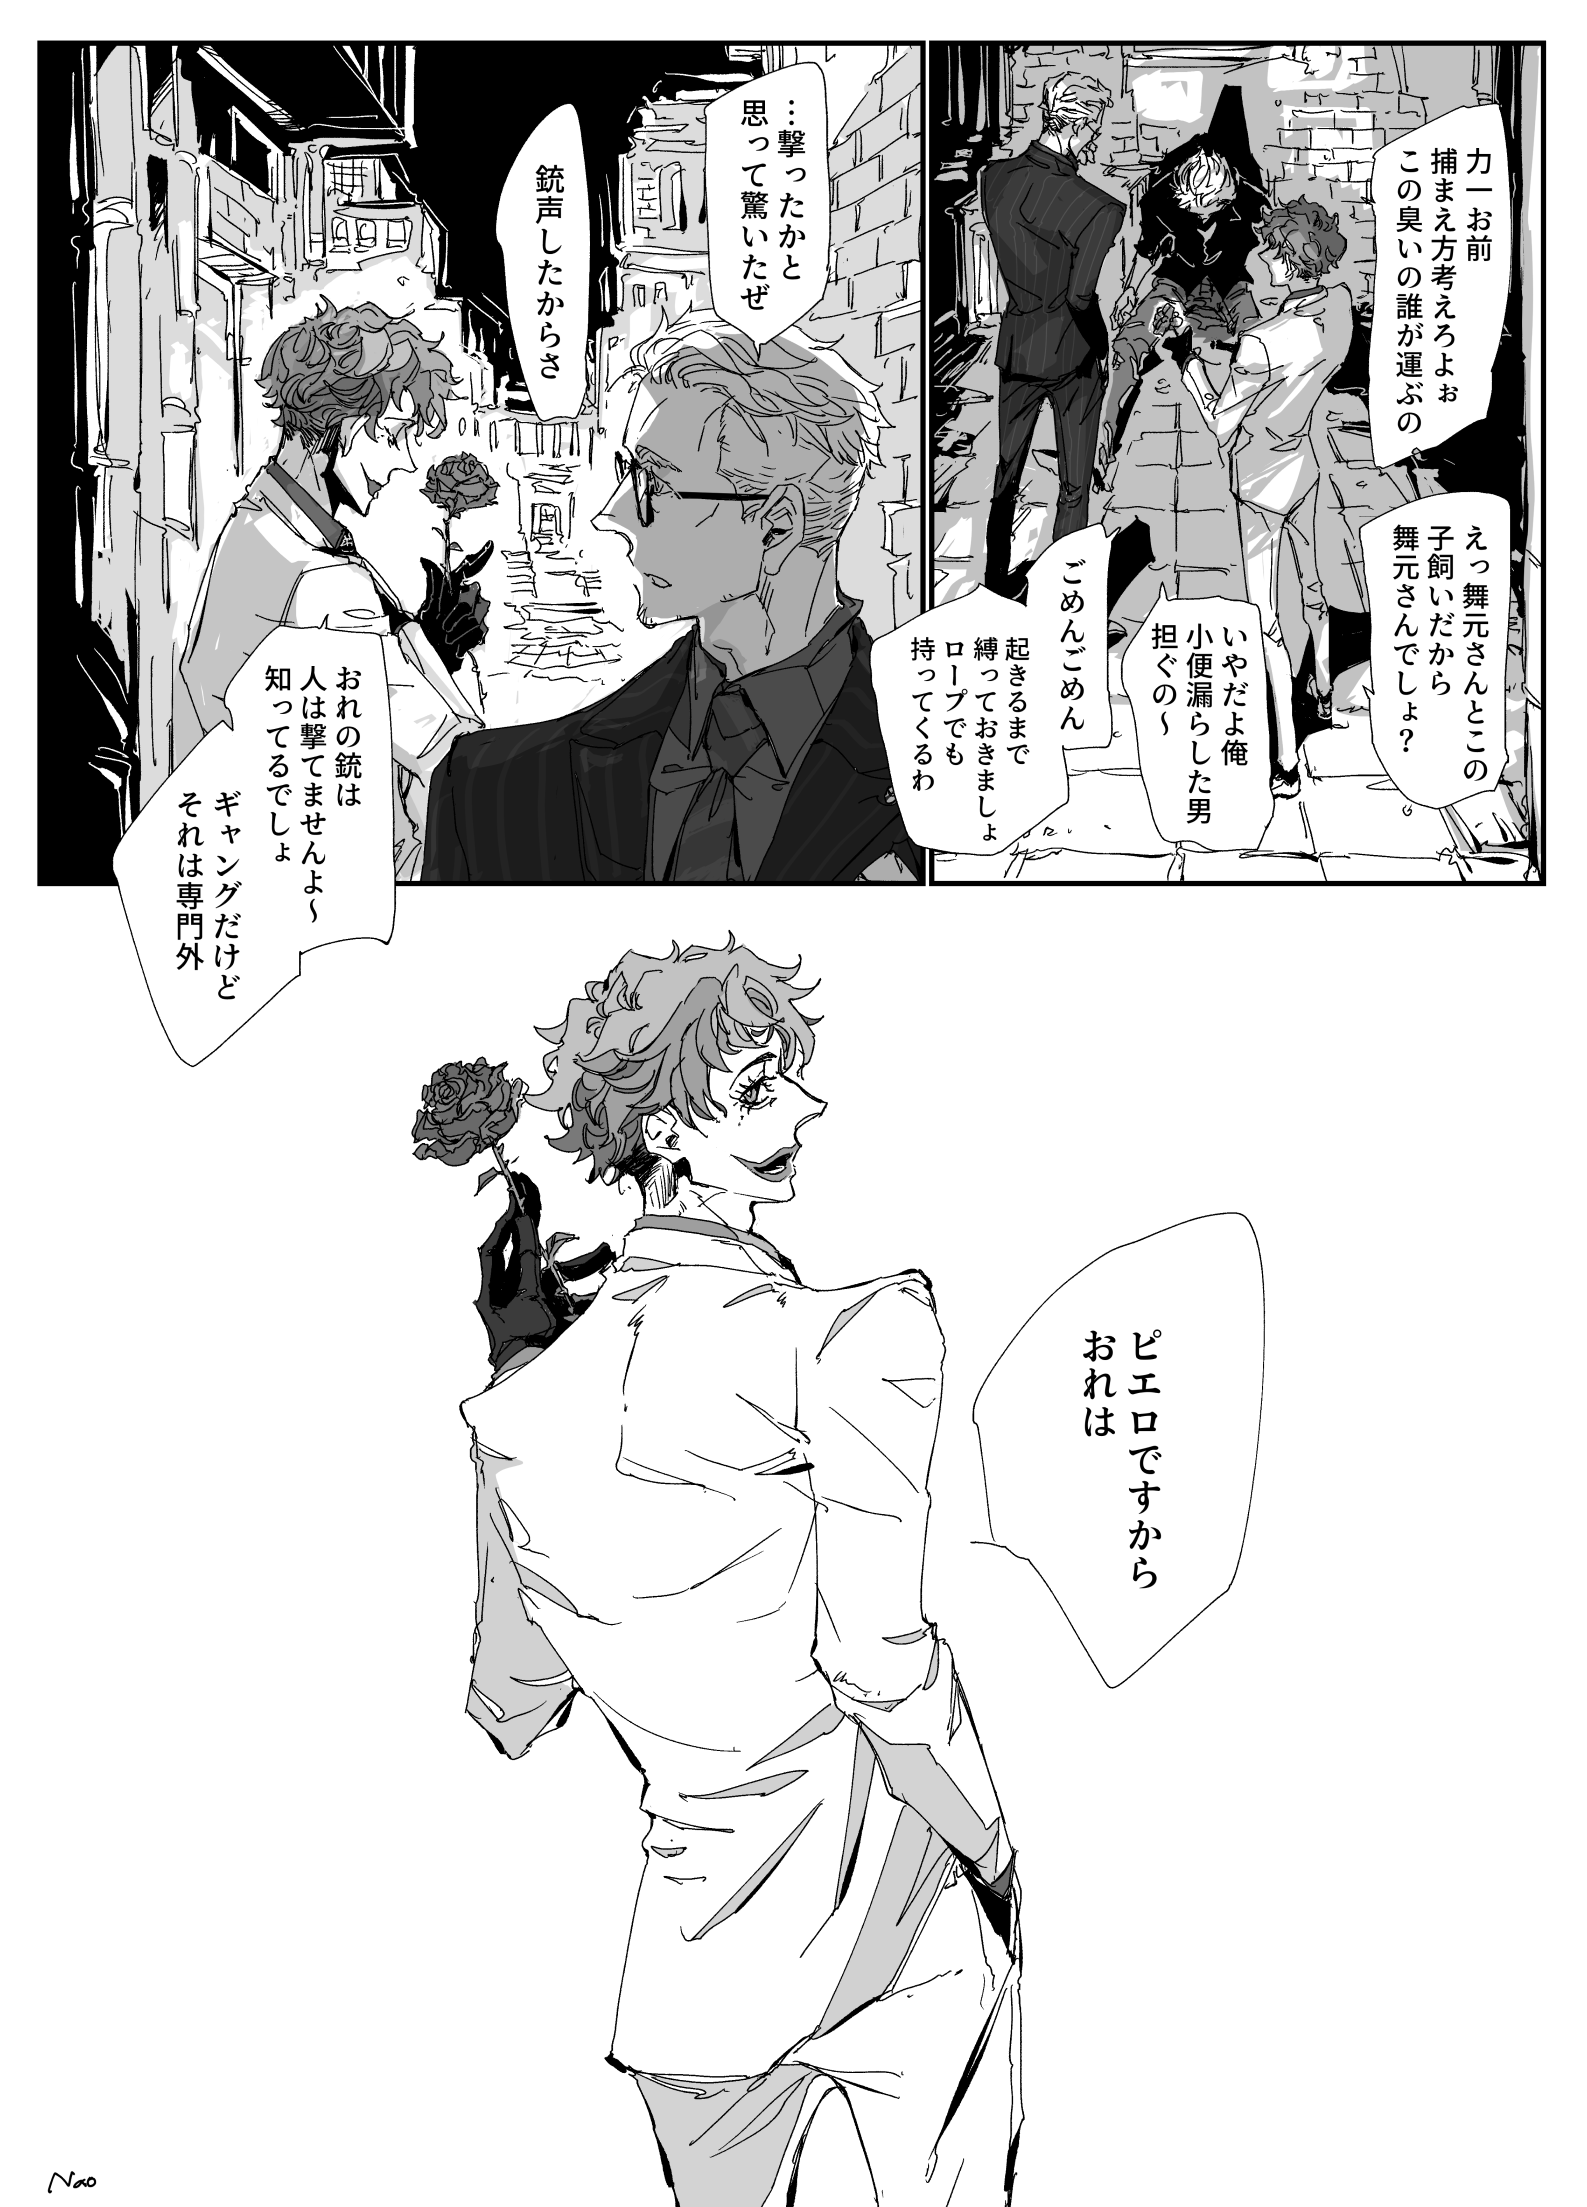 力一お前
捕まえ方考えろよぉ
この臭いの誰が運ぶの
えっ舞元さんとこの
子飼いだから
舞元さんでしょ？
いやだよ俺
小便漏らした男
担ぐの～
ごめんごめん
起きるまで
縛っておきましょ
ロープでも
持ってくるわ
…撃ったかと
思って驚いたぜ
銃声したからさ
おれの銃は
人は撃てませんよ～
知ってるでしょ
ギャングだけど
それは専門外
ピエロですから
おれは
Nao